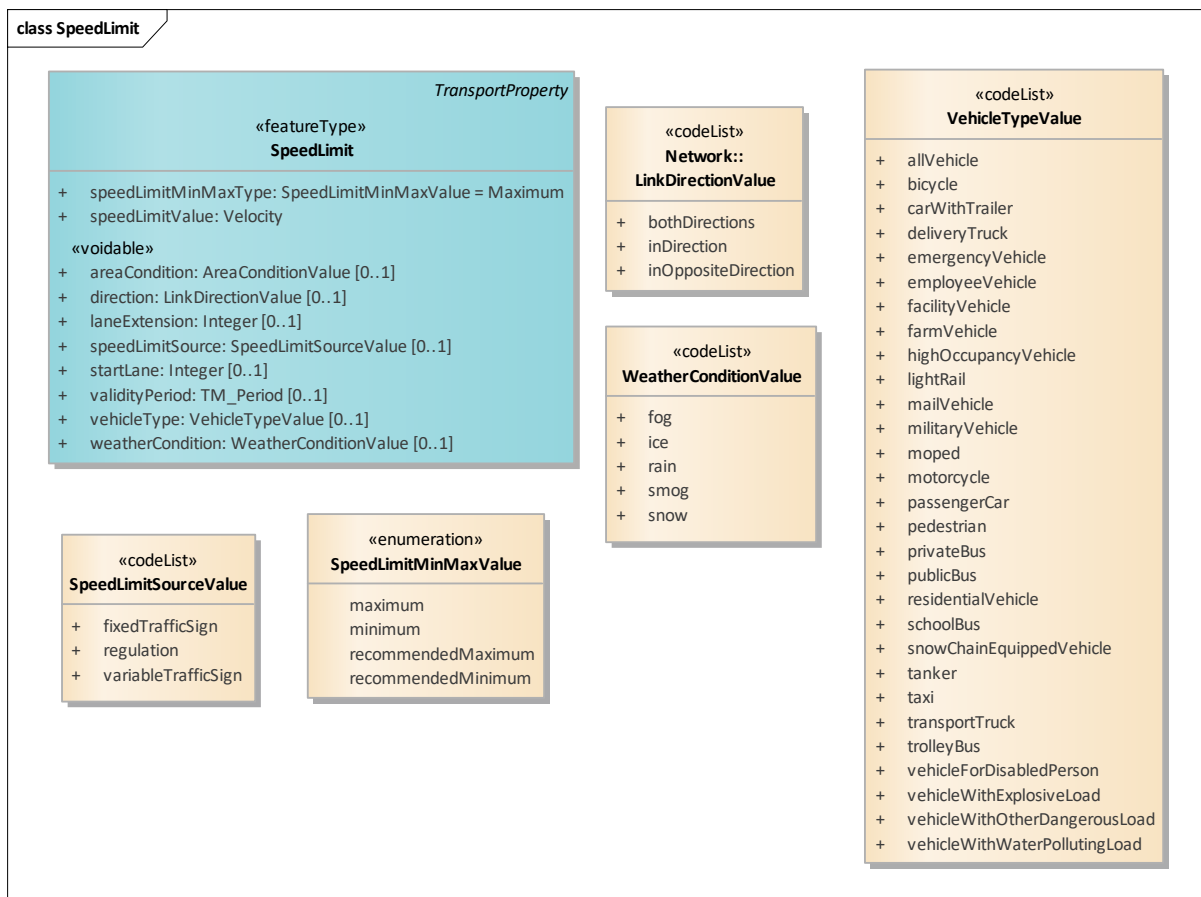 class SpeedLimit
TransportProperty
«featureType»
SpeedLimit
+ speedLimitMinMaxType: SpeedLimitMinMaxValue = Maximum
+ speedLimitValue: Velocity
«voidable»
+ areaCondition: AreaConditionValue [0..1]
+ direction: LinkDirectionValue [0..1]
+ laneExtension: Integer [0..1]
+ speedLimitSource: SpeedLimitSourceValue [0..1]
+ startLane: Integer [0..1]
+ validityPeriod: TM_Period [0..1]
+ vehicleType: VehicleTypeValue [0..1]
+ weatherCondition: WeatherConditionValue [0..1]
«codeList»
Network::
LinkDirectionValue
+ bothDirections
+ inDirection
+ inOppositeDirection
«codeList»
WeatherConditionValue
+ fog
+ ice
+ rain
+ smog
+ snow
«codeList»
VehicleTypeValue
+ allVehicle
+ bicycle
+ carWithTrailer
+ deliveryTruck
+ emergencyVehicle
+ employeeVehicle
+ facilityVehicle
+ farmVehicle
+ highOccupancyVehicle
+ lightRail
+ mailVehicle
+ militaryVehicle
+ moped
+ motorcycle
+ passengerCar
+ pedestrian
+ privateBus
+ publicBus
+ residentialVehicle
+ schoolBus
+ snowChainEquippedVehicle
+ tanker
+ taxi
+ transportTruck
+ trolleyBus
+ vehicleForDisabledPerson
+ vehicleWithExplosiveLoad
+ vehicleWithOtherDangerousLoad
+ vehicleWithWaterPollutingLoad
«codeList»
SpeedLimitSourceValue
+ fixedTrafficSign
+ regulation
+ variableTrafficSign
«enumeration»
SpeedLimitMinMaxValue
maximum
minimum
recommendedMaximum
recommendedMinimum